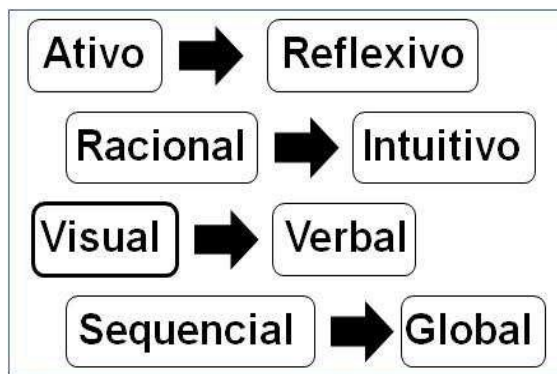 Ativo Reflexivo
Racional Intuitivo
Visual Verbal
Sequencial Global